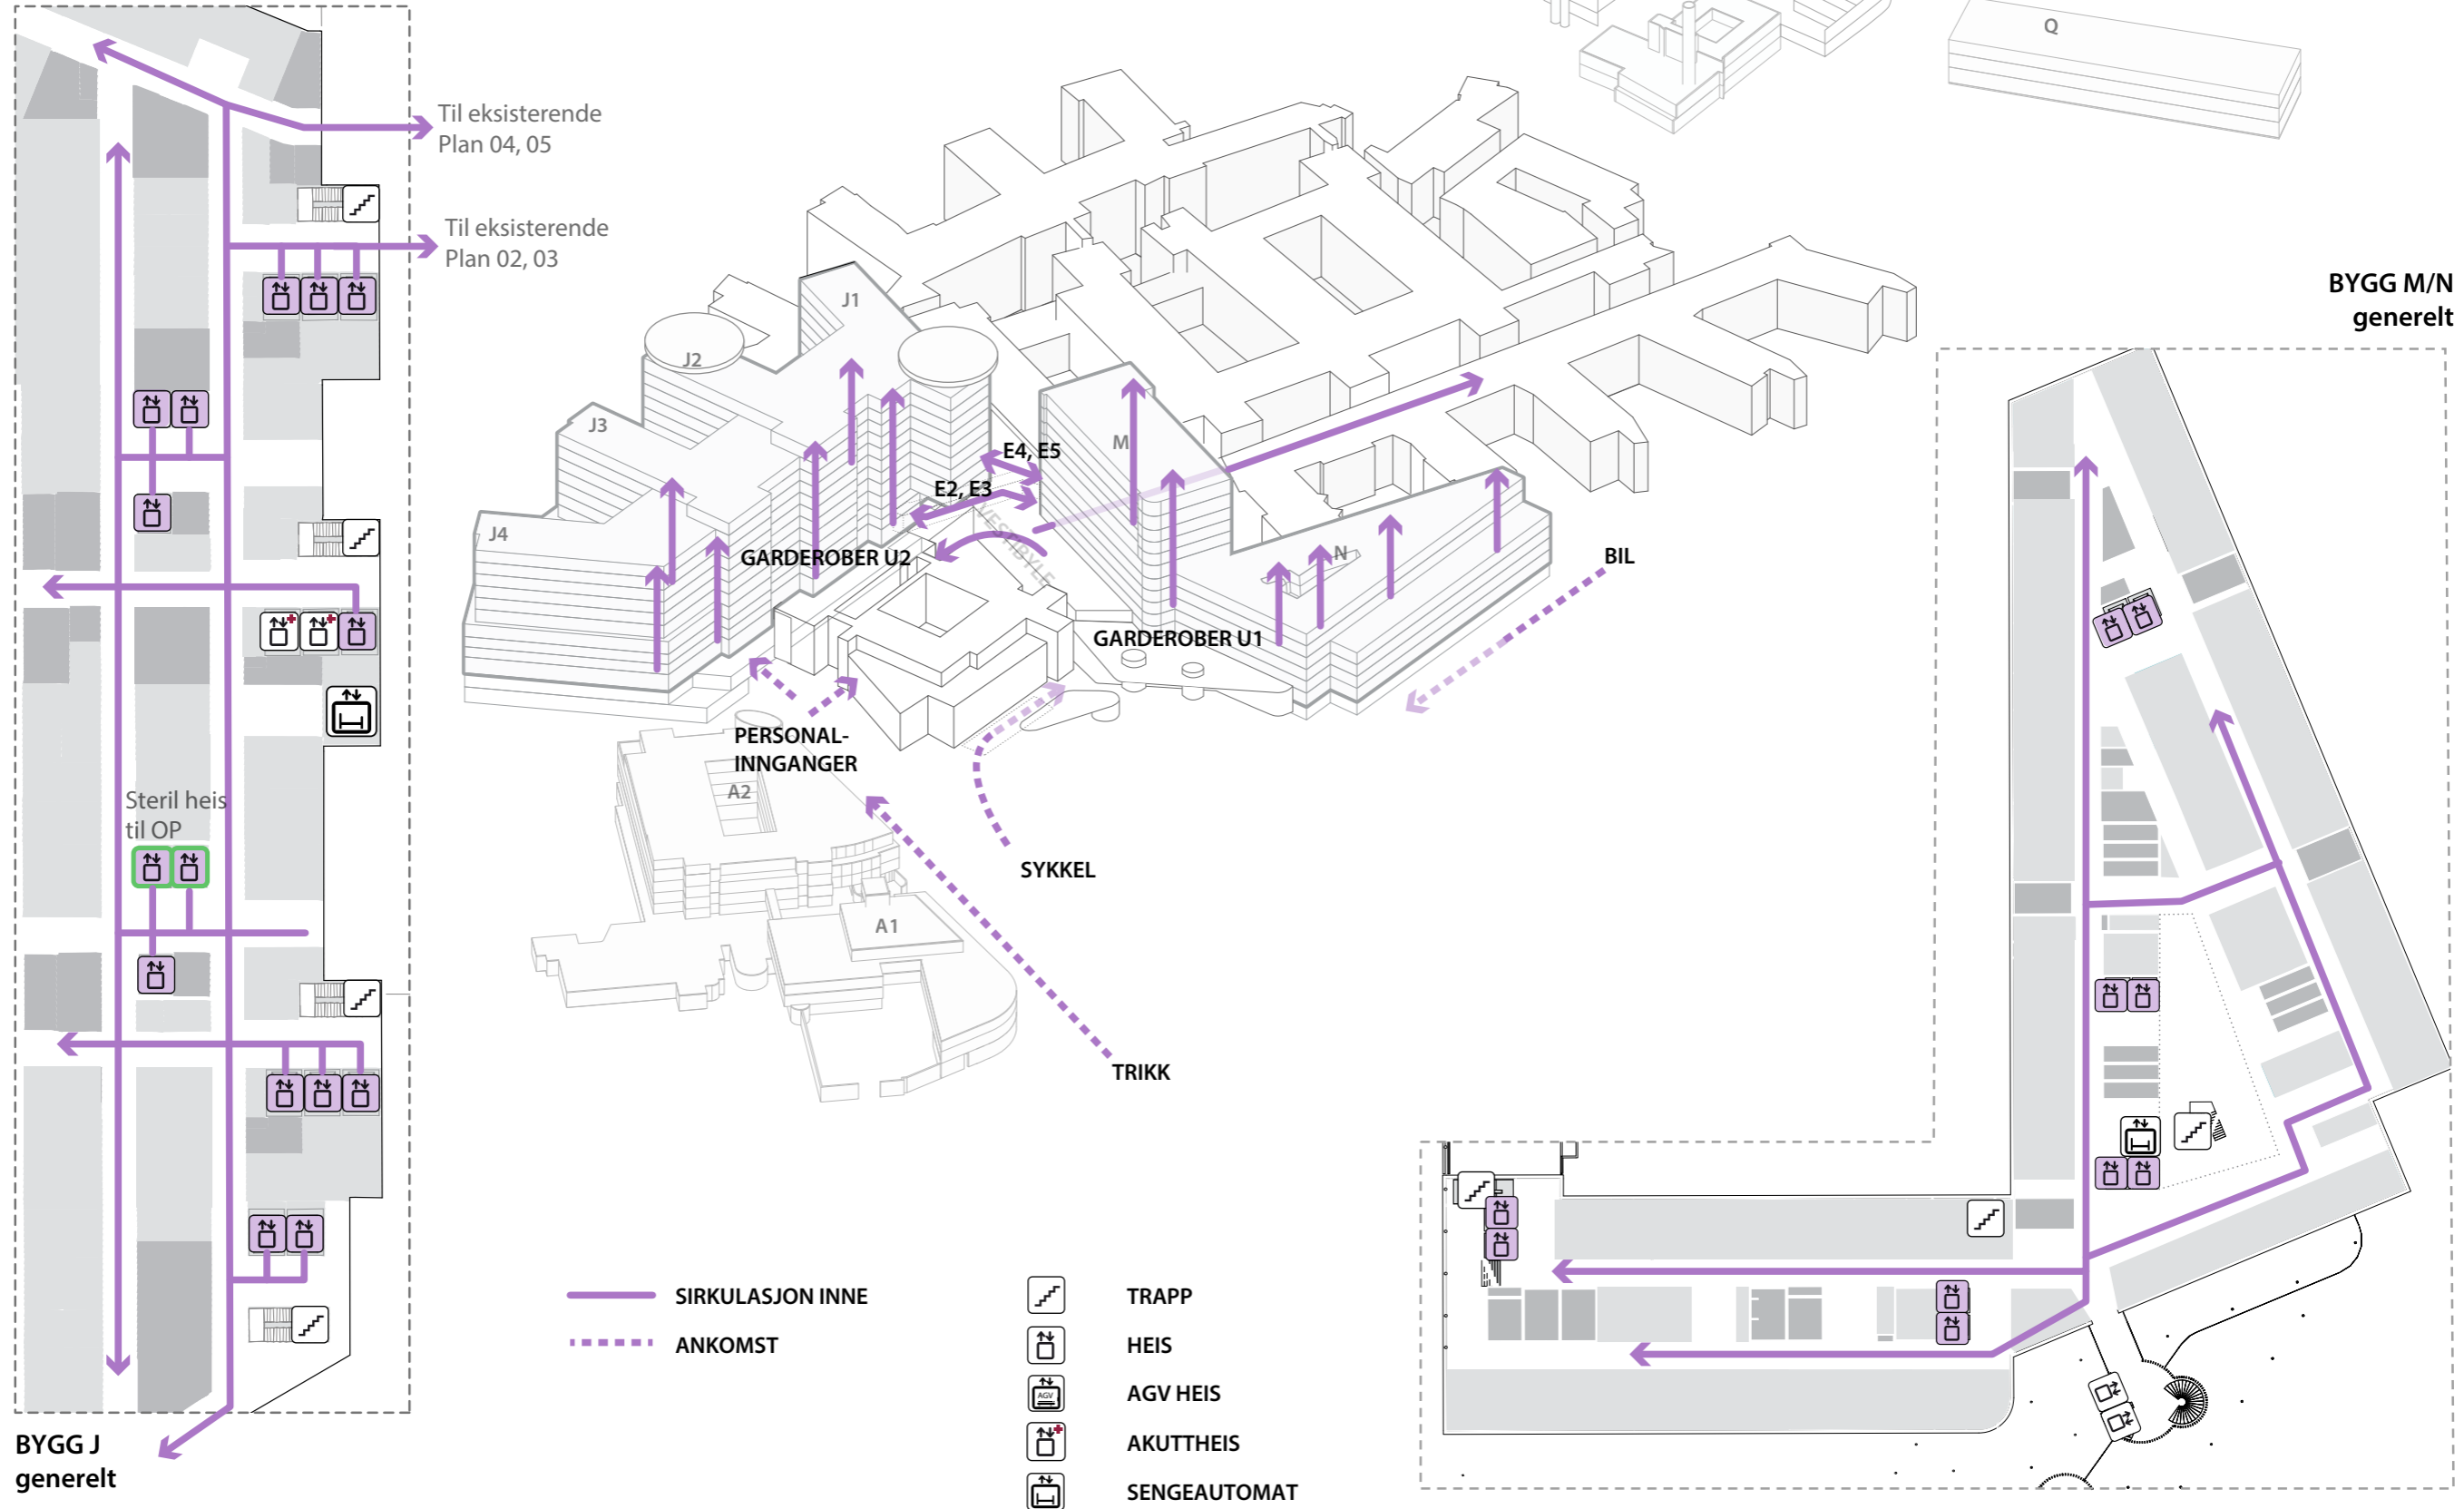 Q
Til eksisterende
Plan 04, 05
Til eksisterende
Plan 02, 03
BYGG M/N
generelt
J1
J2
J3
J4
M
N
E4, E5
E2, E3
VESTIBYLE
GARDEROBER U2
GARDEROBER U1
BIL
PERSONAL-
INNGANGER
A2
A1
SYKKEL
TRIKK
Steril heis
til OP
SIRKULASJON INNE
ANKOMST
TRAPP
HEIS
AGV
AGV HEIS
AKUTTHEIS
SENGEAUTOMAT
BYGG J
generelt